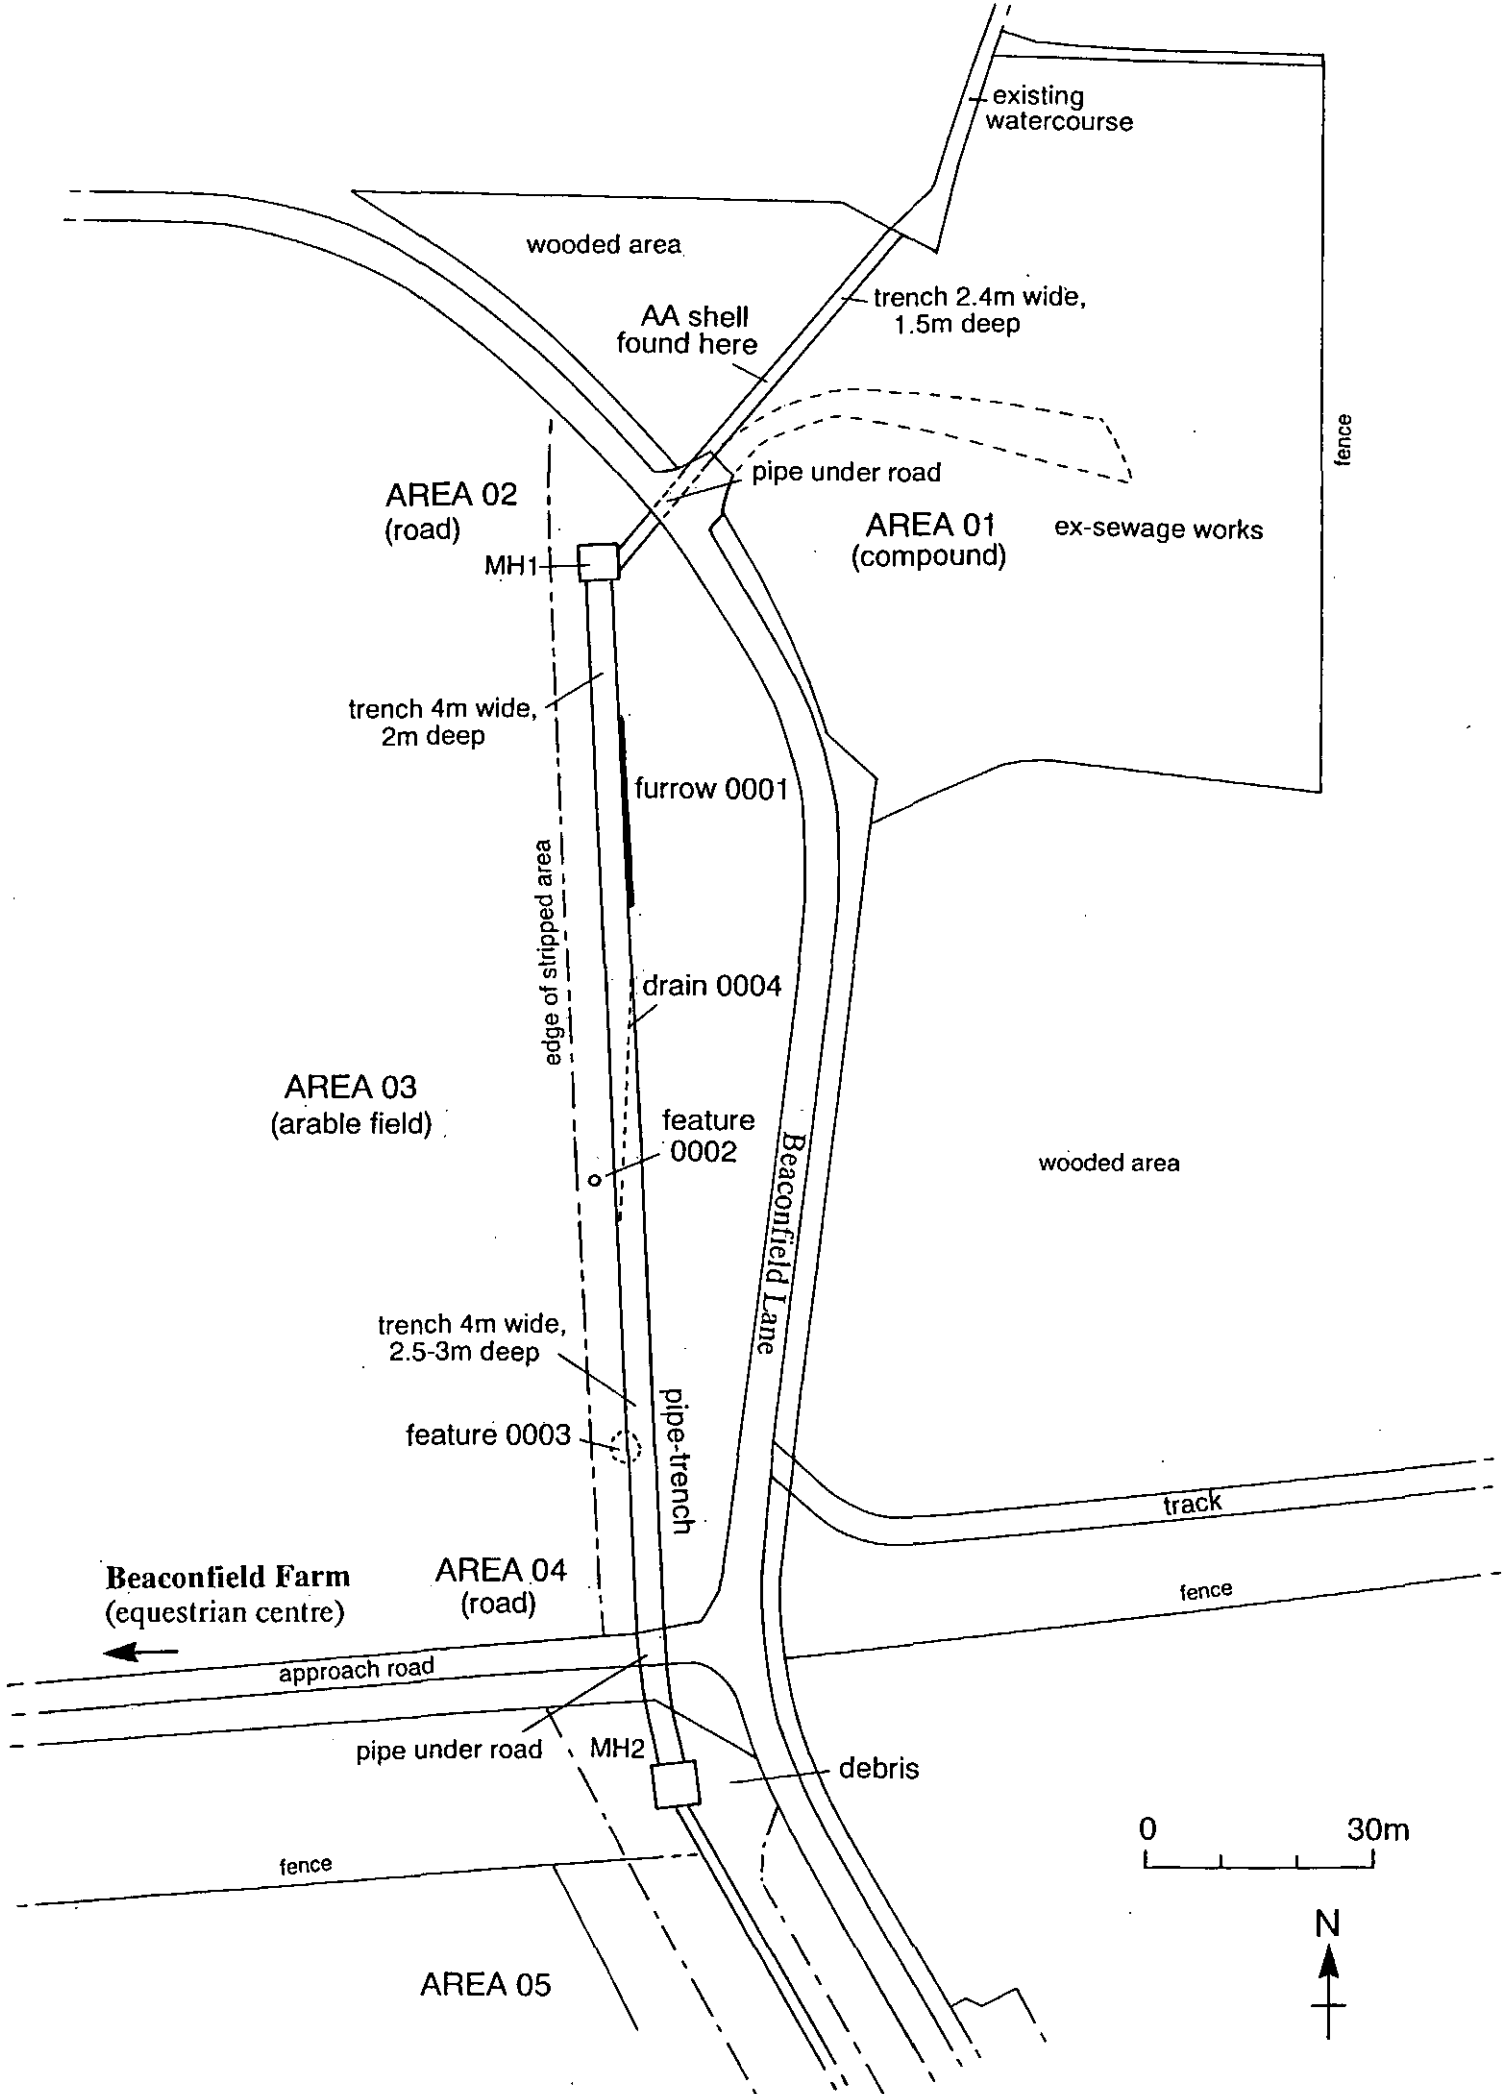 existing
watercourse
wooded area
trench 2.4m wide,
1.5m deep
AA shell
found here
fence
pipe under road
AREA 02
(road)
AREA 01
(compound)
ex-sewage works
MH1
trench 4m wide,
2m deep
furrow 0001
edge of stripped area
drain 0004
AREA 03
(arable field)
feature
0002
Beaconfield Lane
wooded area
trench 4m wide,
2.5-3m deep
pipe-trench
feature 0003
track
Beaconfield Farm
(equestrian centre)
AREA 04
(road)
fence
approach road
pipe under road
MH2
debris
0 30m
fence
N
AREA 05